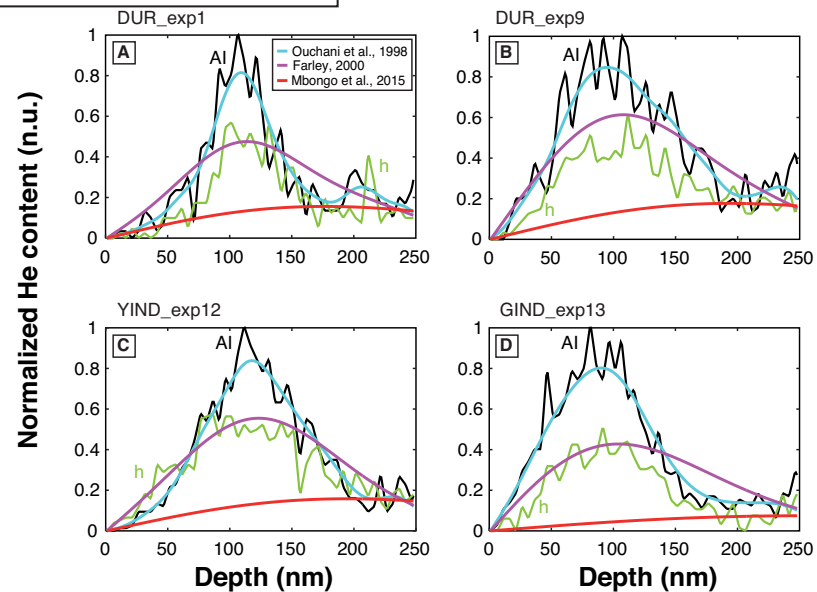 DUR_exp1
DUR_exp9
Normalized He content (n.u.)
A
AI
Ouchani et al., 1998
Farley, 2000
Mbongo et al., 2015
h
1
0.8
0.6
0.4
0.2
0
0 50 100 150 200 250
B
AI
h
1
0.8
0.6
0.4
0.2
0
0 50 100 150 200 250
YIND_exp12
GIND_exp13
C
AI
h
1
0.8
0.6
0.4
0.2
0
0 50 100 150 200 250
Depth (nm)
D
AI
h
1
0.8
0.6
0.4
0.2
0
0 50 100 150 200 250
Depth (nm)